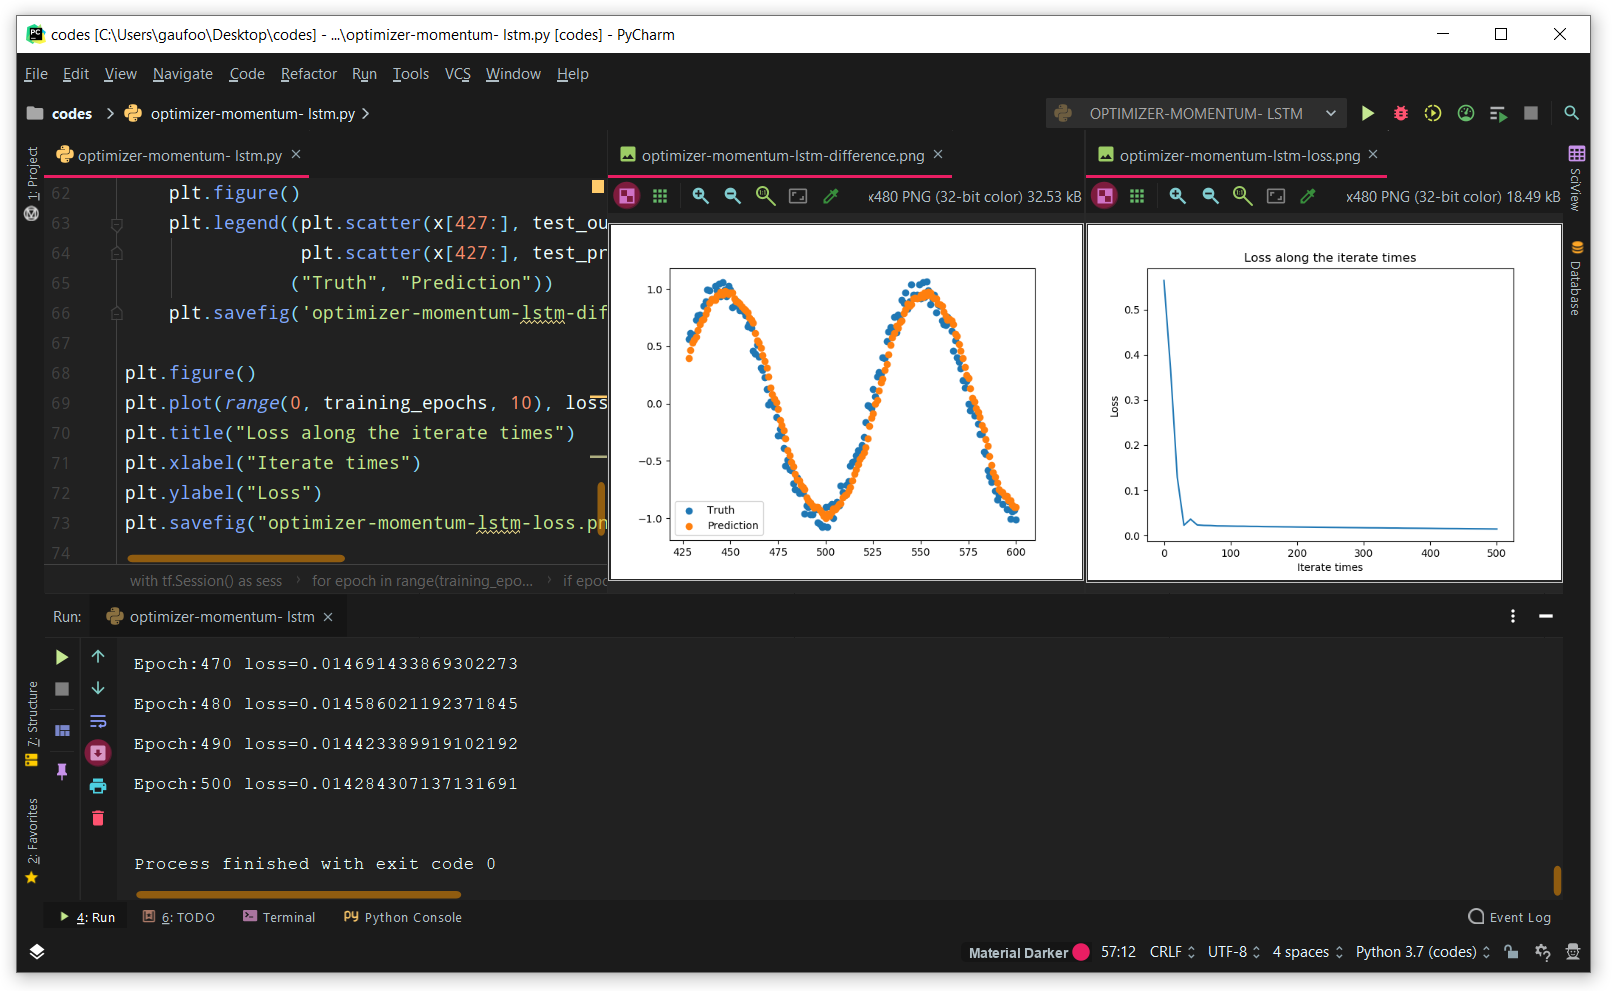 codes [C:\Users\gaufoo\Desktop\codes] - ...\optimizer-momentum- lstm.py [codes] - PyCharm
File Edit View Navigate Code Refactor Run Tools VCS Window Help
codes optimizer-momentum- lstm.py
OPTIMIZER-MOMENTUM- LSTM
1: Project
optimizer-momentum- lstm.py
62 plt.figure()
63 plt.legend((plt.scatter(x[427:], test_ou
64 plt.scatter(x[427:], test_pr
65 ("Truth", "Prediction"))
66 plt.savefig('optimizer-momentum-lstm-dif
67
68 plt.figure()
69 plt.plot(range(0, training_epochs, 10), loss
70 plt.title("Loss along the iterate times")
71 plt.xlabel("Iterate times")
72 plt.ylabel("Loss")
73 plt.savefig("optimizer-momentum-lstm-loss.pn
74
with tf.Session() as sess for epoch in range(training_epo... if epoc
optimizer-momentum-lstm-difference.png
x480 PNG (32-bit color) 32.53 kB
1.0
0.5
0.0
−0.5
−1.0
Truth
Prediction
425 450 475 500 525 550 575 600
optimizer-momentum-lstm-loss.png
x480 PNG (32-bit color) 18.49 kB
Loss along the iterate times
Loss
0.5
0.4
0.3
0.2
0.1
0.0
0 100 200 300 400 500
Iterate times
SciView
Database
Run: optimizer-momentum- lstm
Epoch:470 loss=0.014691433869302273
Epoch:480 loss=0.014586021192371845
Epoch:490 loss=0.014423389919102192
Epoch:500 loss=0.014284307137131691
Process finished with exit code 0
7: Structure
2: Favorites
4: Run 6: TODO Terminal Python Console Event Log
Material Darker 57:12 CRLF UTF-8 4 spaces Python 3.7 (codes)